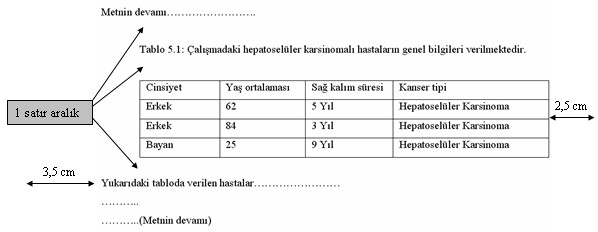 Metnin devamı……………………….
Tablo 5.1: Çalışmadaki hepatoselüler karsinomalı hastaların genel bilgileri verilmektedir.
Cinsiyet Yaş ortalaması Sağ kalım süresi Kanser tipi
Erkek 62 5 Yıl Hepatoselüler Karsinoma
Erkek 84 3 Yıl Hepatoselüler Karsinoma
Bayan 25 9 Yıl Hepatoselüler Karsinoma
1 satır aralık
2,5 cm
3,5 cm
Yukarıdaki tabloda verilen hastalar……………………
………..
………..(Metnin devamı)